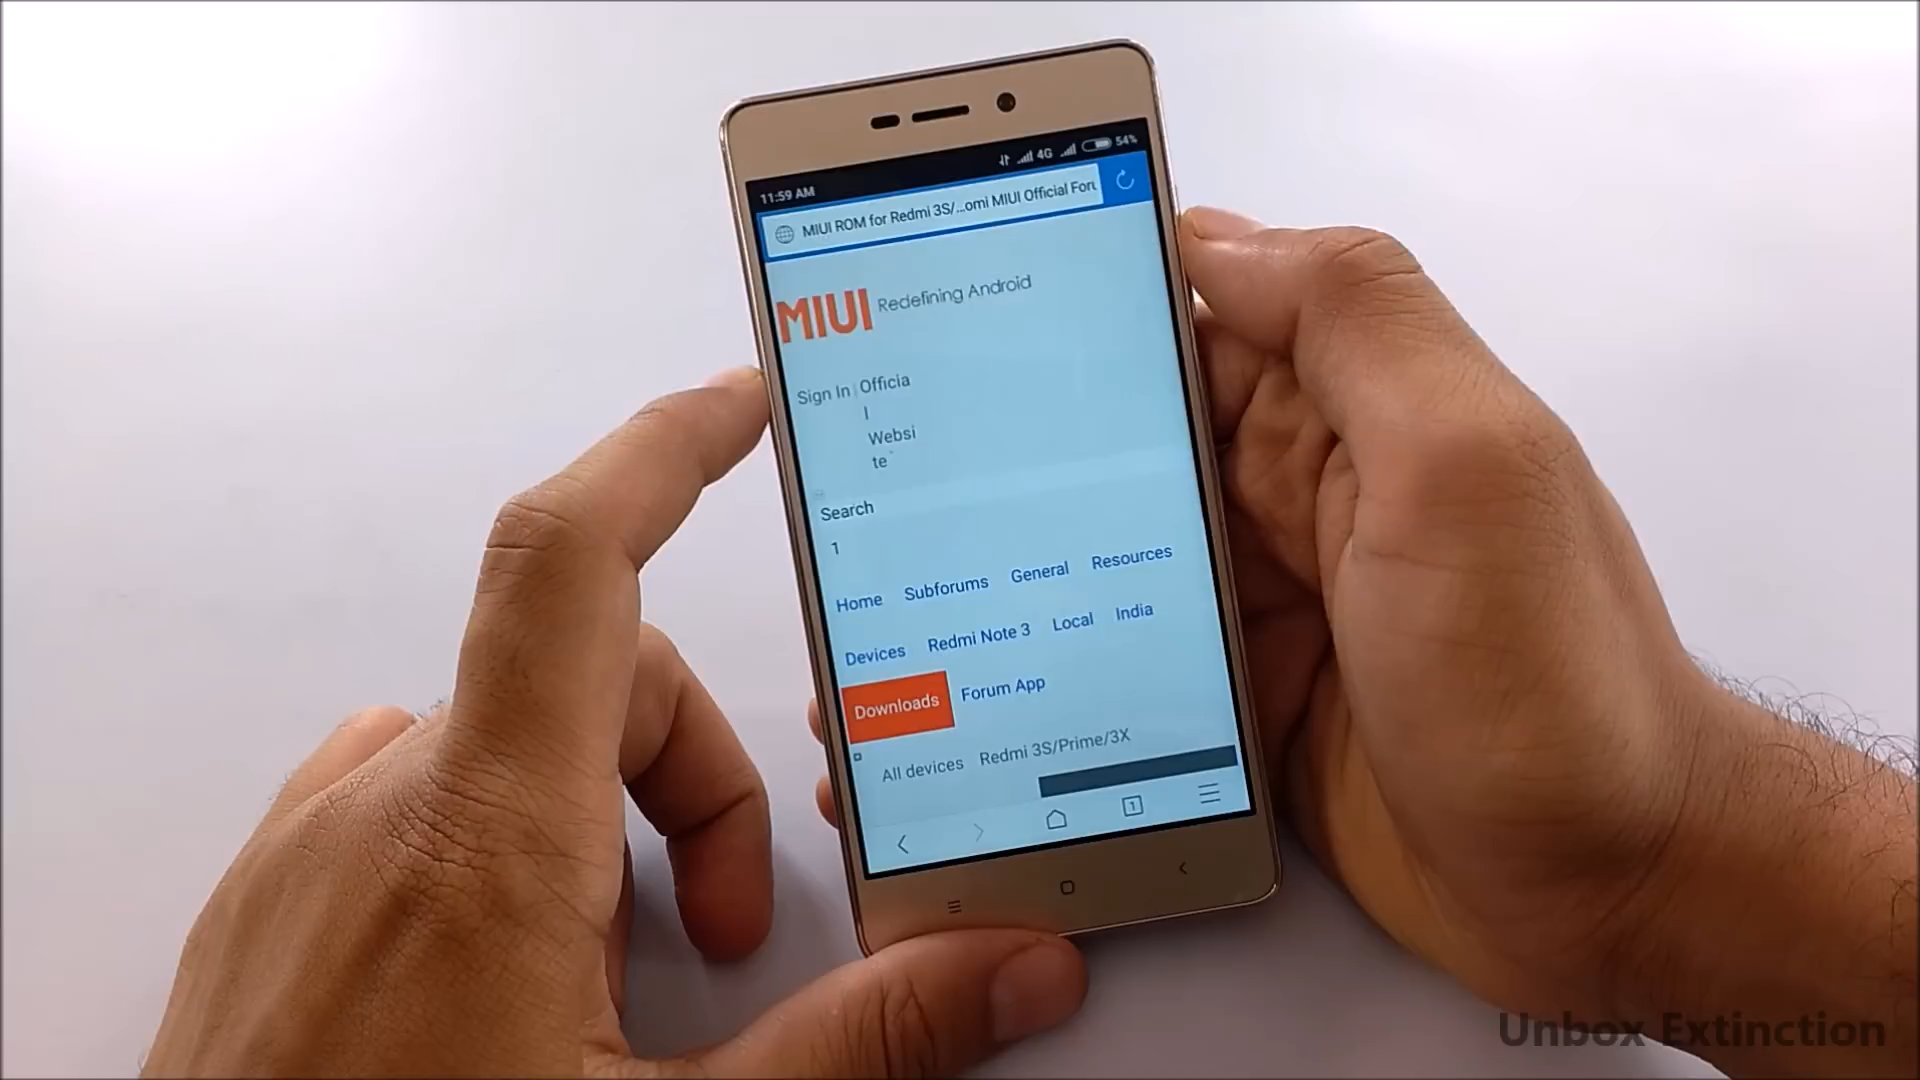 11:59 AM 4G 54%
MIUI ROM for Redmi 3S/...omi MIUI Official Foru
MIUI Redefining Android
Sign In Officia
l
Websi
te
Search
1
Home Subforums General Resources
Devices Redmi Note 3 Local India
Downloads Forum App
All devices Redmi 3S/Prime/3X
1
Unbox Extinction